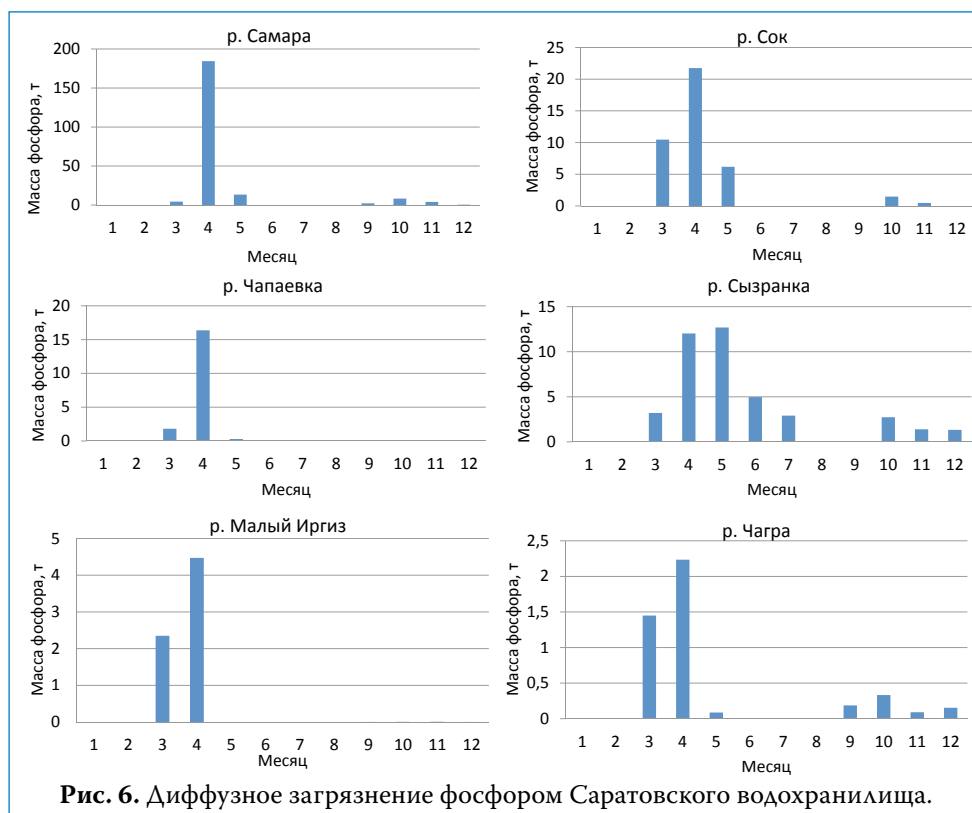 р. Самара
Масса фосфора, т
200
150
100
50
0
1 2 3 4 5 6 7 8 9 10 11 12
Месяц
р. Сок
Масса фосфора, т
25
20
15
10
5
0
1 2 3 4 5 6 7 8 9 10 11 12
Месяц
р. Чапаевка
Масса фосфора, т
20
15
10
5
0
1 2 3 4 5 6 7 8 9 10 11 12
Месяц
р. Сызранка
Масса фосфора, т
15
10
5
0
1 2 3 4 5 6 7 8 9 10 11 12
Месяц
р. Малый Иргиз
Масса фосфора, т
5
4
3
2
1
0
1 2 3 4 5 6 7 8 9 10 11 12
Месяц
р. Чагра
Масса фосфора, т
2,5
2
1,5
1
0,5
0
1 2 3 4 5 6 7 8 9 10 11 12
Месяц
Рис. 6. Диффузное загрязнение фосфором Саратовского водохранилища.